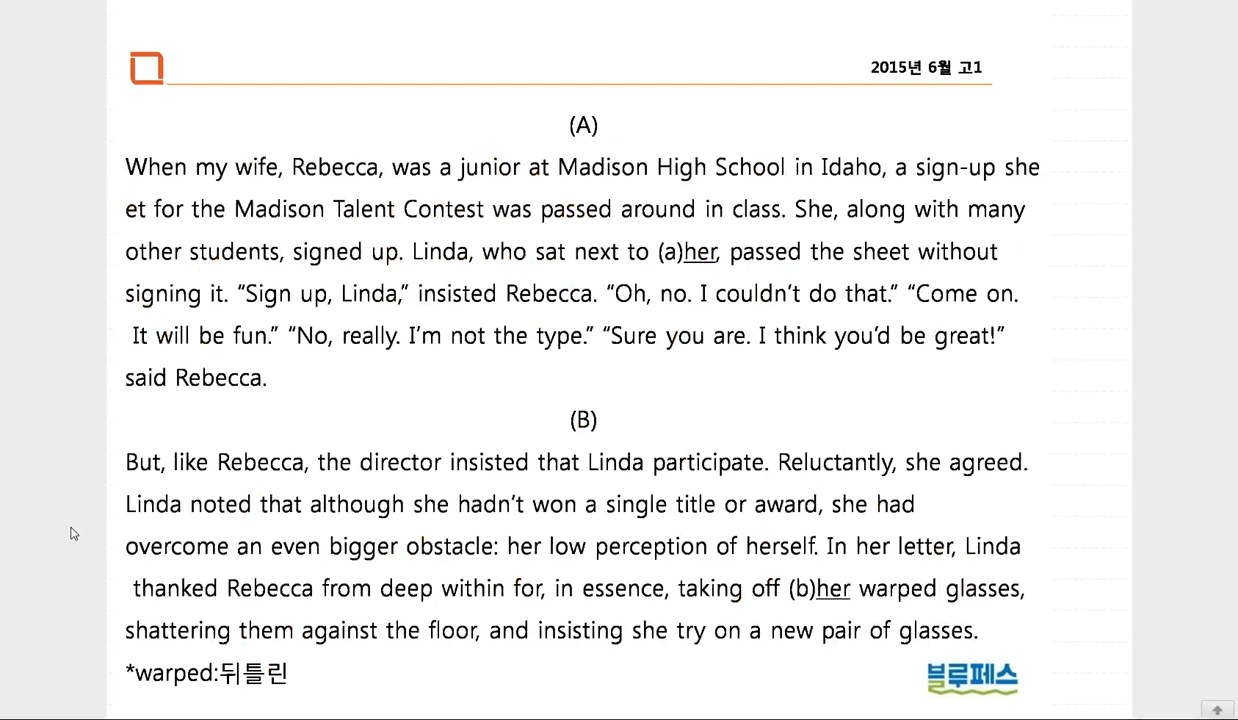 2015년 6월 고1
(A)
When my wife, Rebecca, was a junior at Madison High School in Idaho, a sign-up she
et for the Madison Talent Contest was passed around in class. She, along with many
other students, signed up. Linda, who sat next to (a)her, passed the sheet without
signing it. “Sign up, Linda,” insisted Rebecca. “Oh, no. I couldn’t do that.” “Come on.
It will be fun.” “No, really. I’m not the type.” “Sure you are. I think you’d be great!”
said Rebecca.
(B)
But, like Rebecca, the director insisted that Linda participate. Reluctantly, she agreed.
Linda noted that although she hadn’t won a single title or award, she had
overcome an even bigger obstacle: her low perception of herself. In her letter, Linda
thanked Rebecca from deep within for, in essence, taking off (b)her warped glasses,
shattering them against the floor, and insisting she try on a new pair of glasses.
*warped:뒤틀린
블루페스